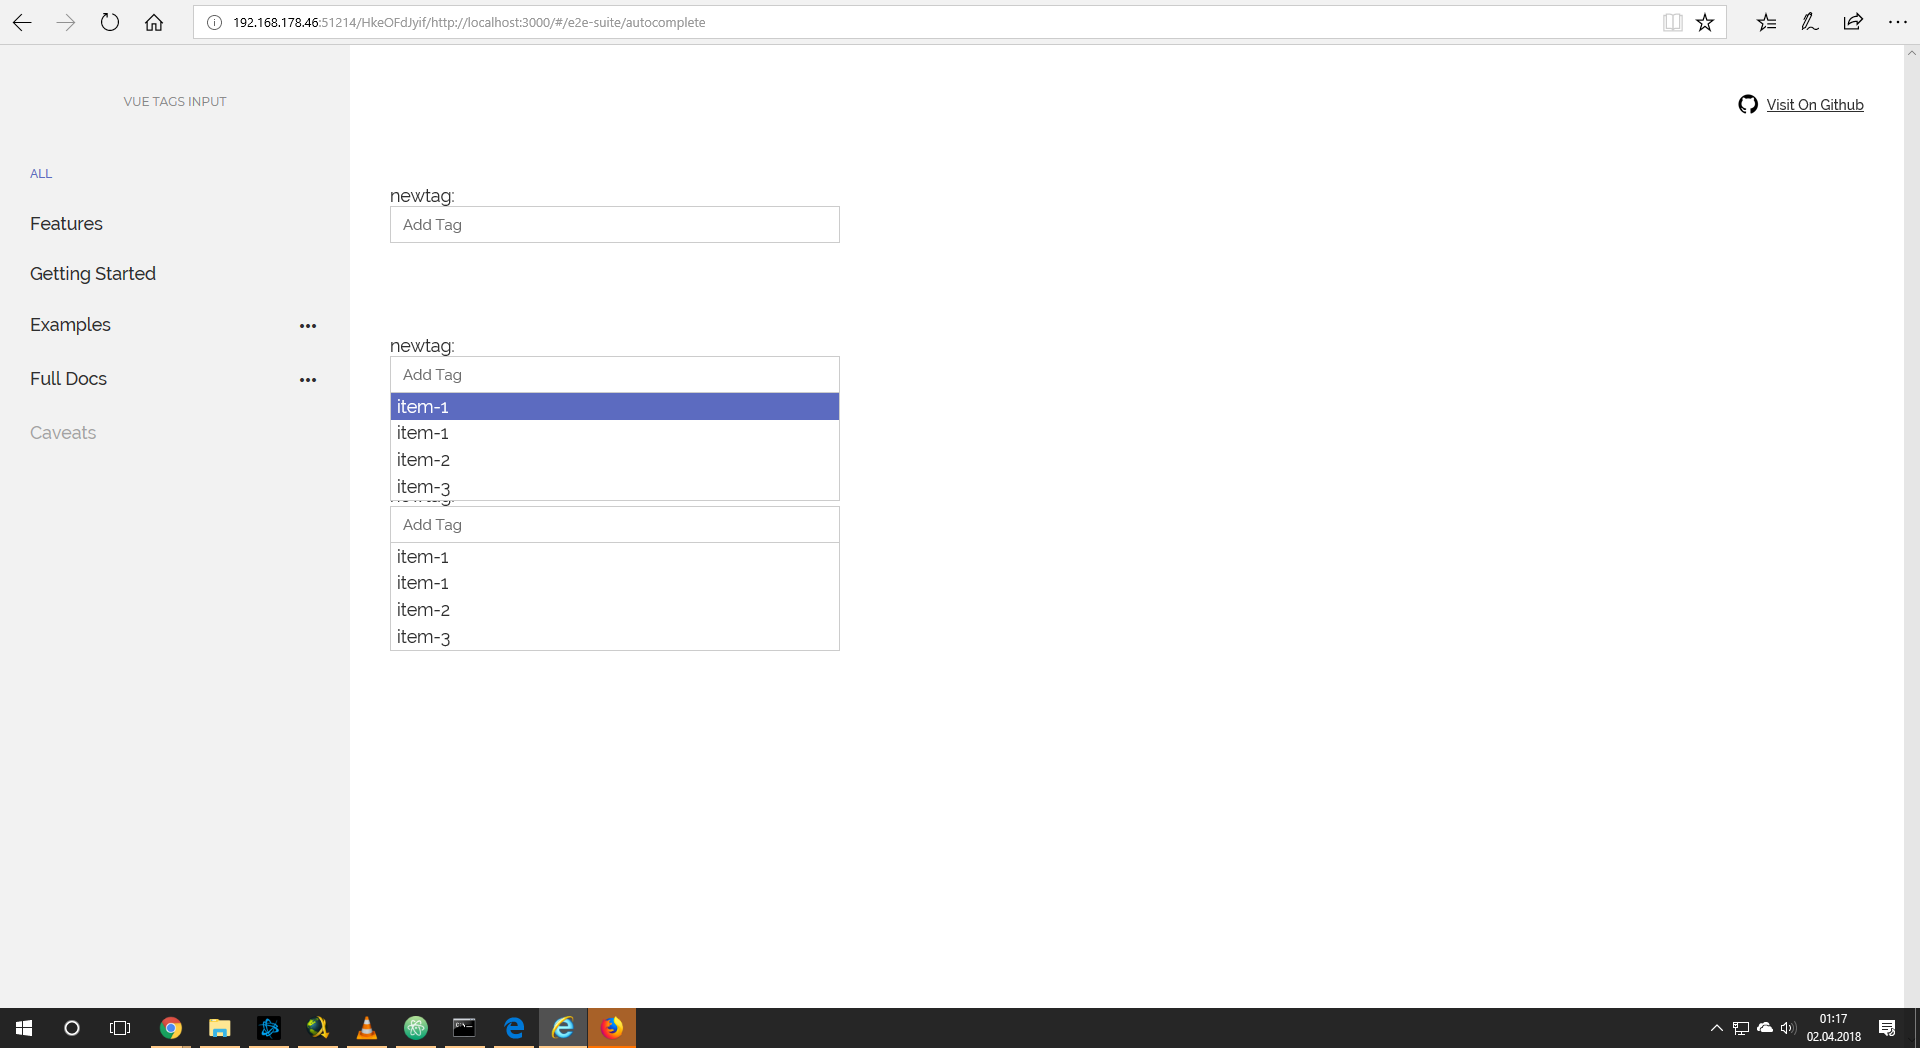 192.168.178.46:51214/HkeOFdJyif/http://localhost:3000/#/e2e-suite/autocomplete
VUE TAGS INPUT
Visit On Github
ALL
Features
Getting Started
Examples
Full Docs
Caveats
newtag:
Add Tag
newtag:
Add Tag
item-1
item-1
item-2
item-3
newtag:
Add Tag
item-1
item-1
item-2
item-3
01:17
02.04.2018